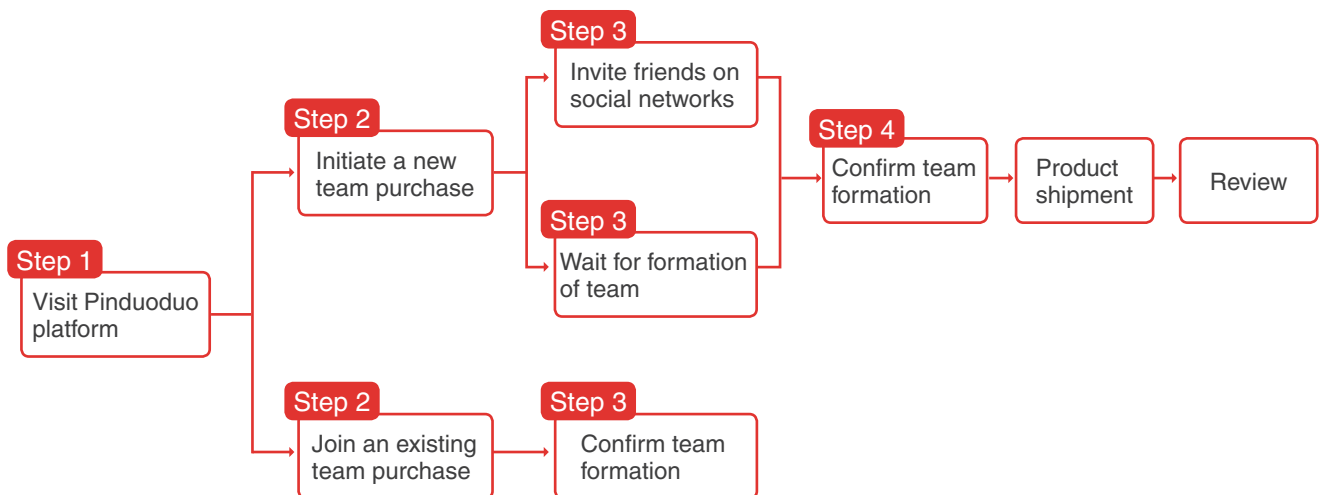 Step 1
Visit Pinduoduo
platform
Step 2
Initiate a new
team purchase
Step 3
Invite friends on
social networks
Step 3
Wait for formation
of team
Step 4
Confirm team
formation
Product
shipment
Review
Step 2
Join an existing
team purchase
Step 3
Confirm team
formation